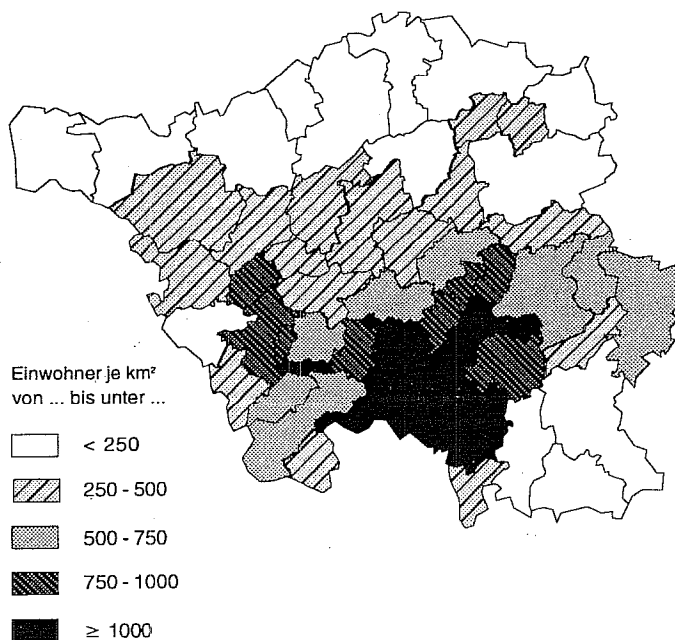 Einwohner je km²
von ... bis unter ...
< 250
250 - 500
500 - 750
750 - 1000
≥ 1000